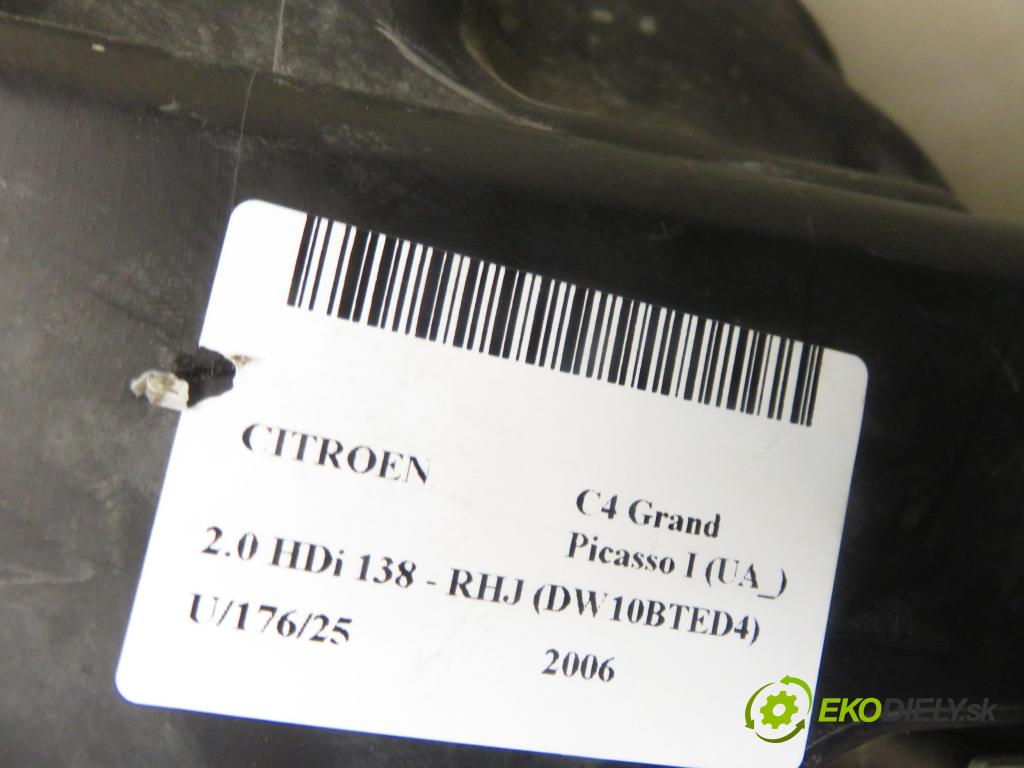 CITROEN
C4 Grand
Picasso I (UA_)
2.0 HDi 138 - RHJ (DW10BTED4)
U/176/25
2006
EKODIELY.sk